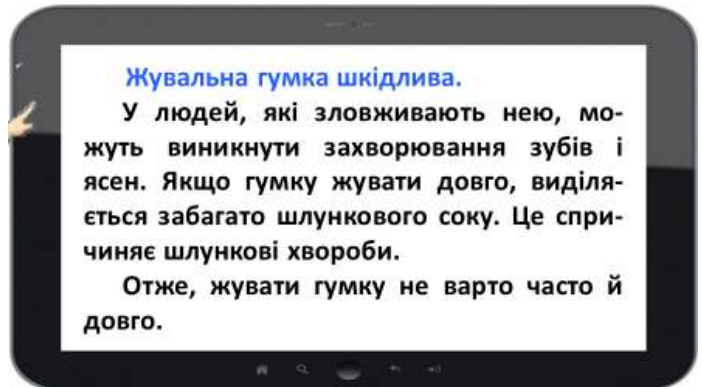 Жувальна гумка шкідлива.
У людей, які зловживають нею, мо-
жуть виникнути захворювання зубів і
ясен. Якщо гумку жувати довго, виділя-
ється забагато шлункового соку. Це спри-
чиняє шлункові хвороби.
Отже, жувати гумку не варто часто й
довго.